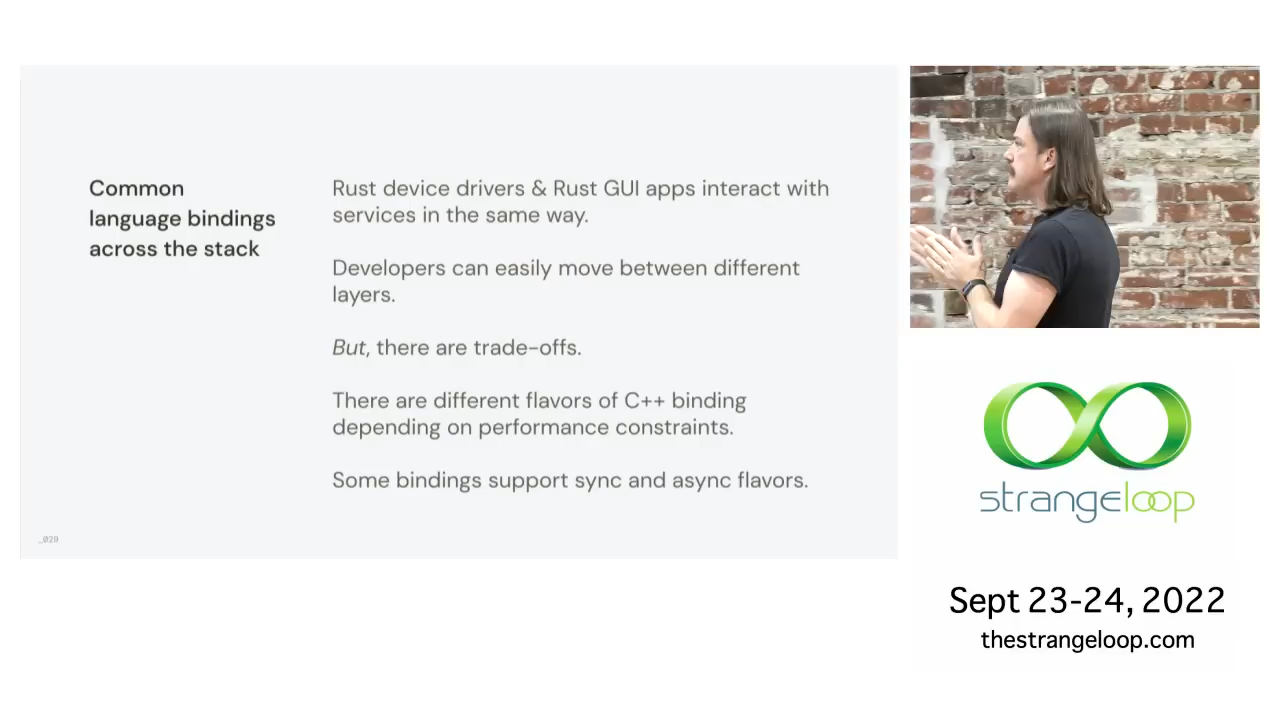 Common
language bindings
across the stack
Rust device drivers & Rust GUI apps interact with
services in the same way.
Developers can easily move between different
layers.
But, there are trade-offs.
There are different flavors of C++ binding
depending on performance constraints.
Some bindings support sync and async flavors.
_020
strangeloop
Sept 23-24, 2022
thestrangeloop.com